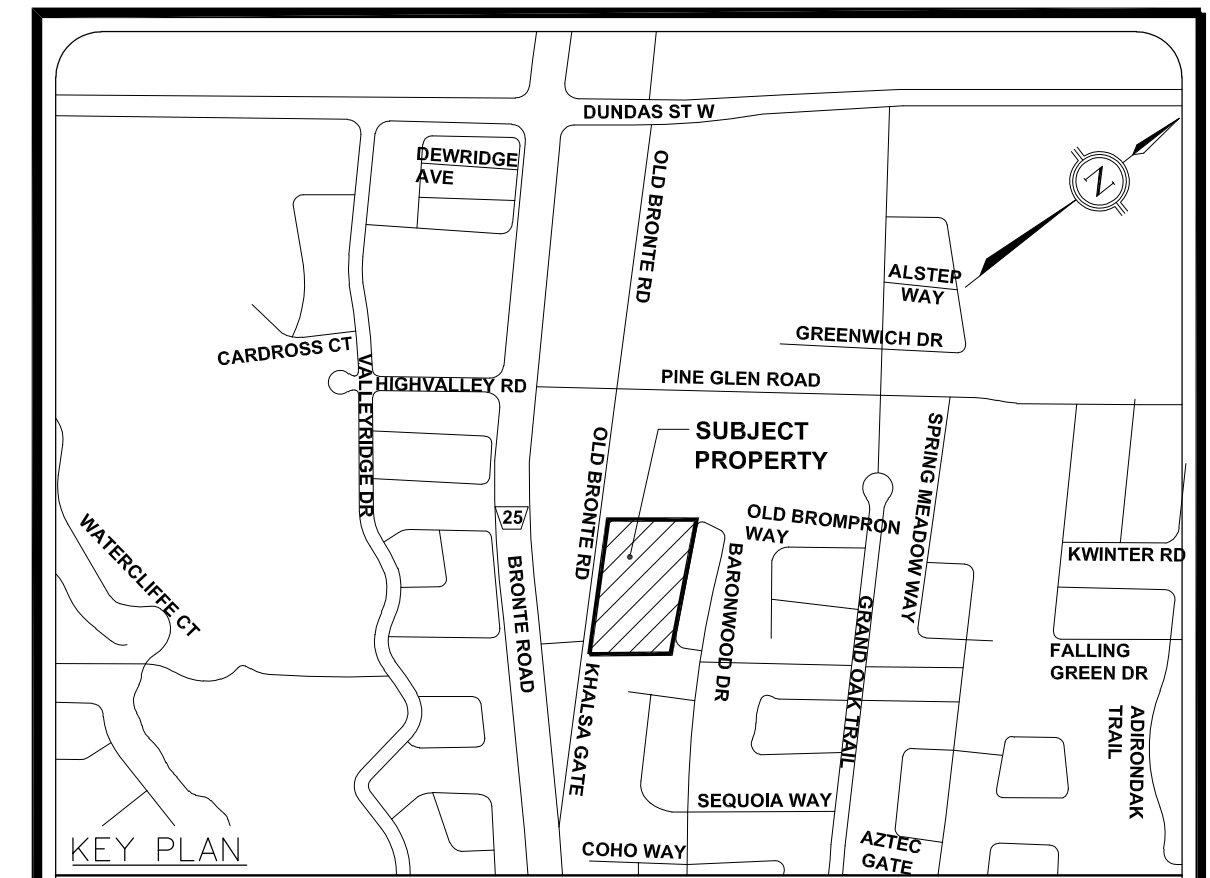 DUNDAS ST W
DEWRIDGE
AVE
OLD BRONTE RD
N
ALSTEP
WAY
GREENWICH DR
CARDROSS CT
VALLEYRIDGE DR
HIGHVALLEY RD
PINE GLEN ROAD
OLD BRONTE RD
SUBJECT
PROPERTY
SPRING MEADOW WAY
25
OLD BROMPRON
WAY
WATERCLIFFE CT
BRONTE ROAD
BARONWOOD DR
KWINTER RD
GRAND OAK TRAIL
FALLING
GREEN DR
KHALSA GATE
ADIRONDAK
TRAIL
SEQUOIA WAY
KEY PLAN
COHO WAY
AZTEC
GATE